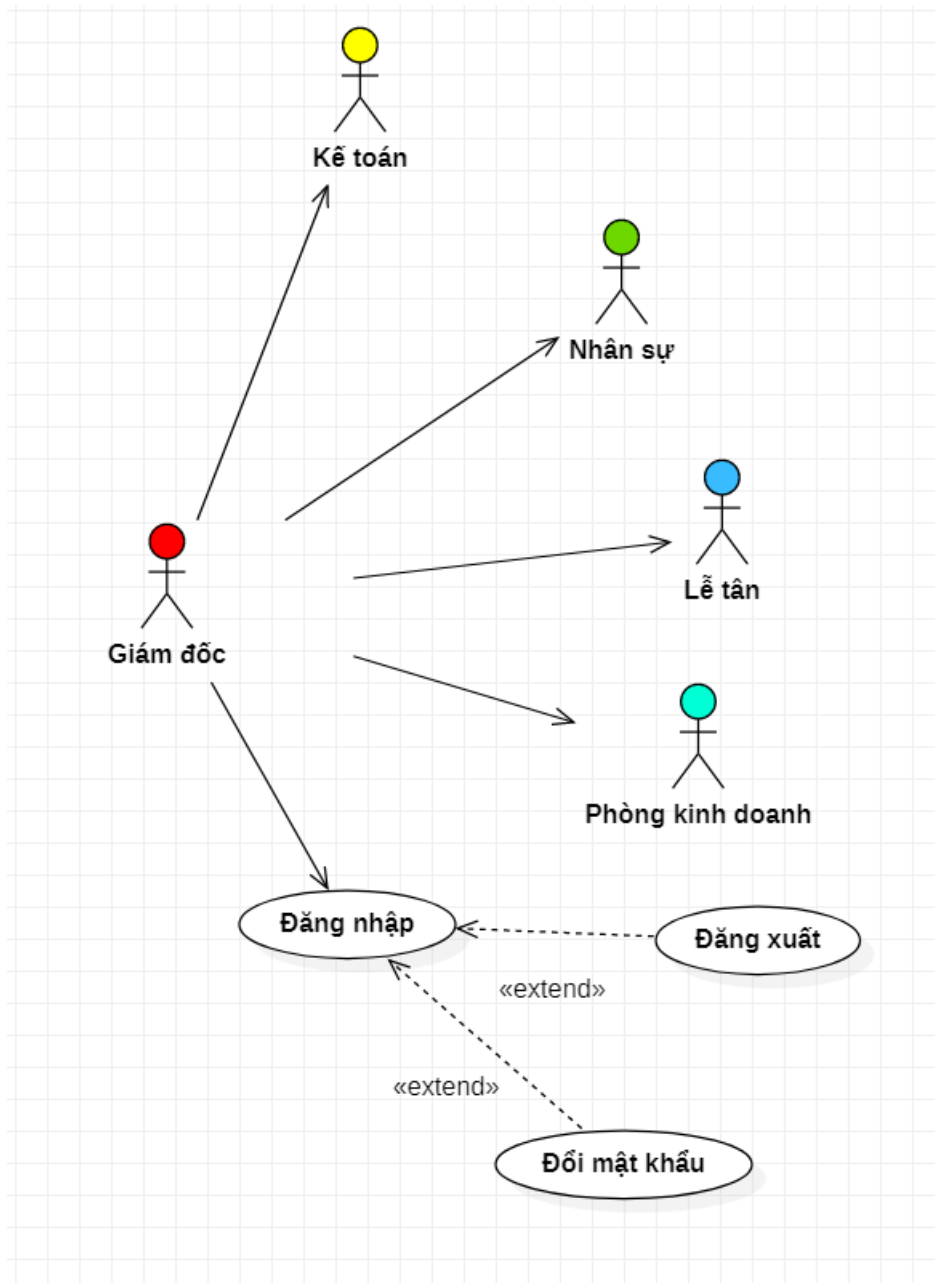 Kế toán
Nhân sự
Lễ tân
Giám đốc
Phòng kinh doanh
Đăng nhập
Đăng xuất
«extend»
«extend»
Đổi mật khẩu